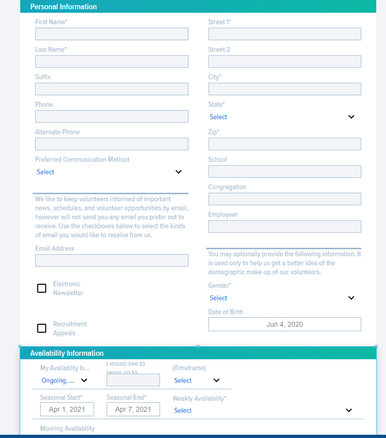 Personal Information
First Name*
Last Name*
Suffix
Phone
Alternate Phone
Preferred Communication Method
Select
We like to keep volunteers informed of important
news, schedules, and volunteer opportunities by email,
however will not send you any email you prefer not to
receive. Use the checkboxes below to select the kinds
of email you would like to receive from us.
Email Address
Electronic
Newsletter
Recruitment
Appeals
Street 1*
Street 2
City*
State*
Select
Zip*
School
Congregation
Employeer
You may optionally provide the following information. It
is used only to help us get a better idea of the
demographic make-up of our volunteers.
Gender*
Select
Date of Birth
Jun 4, 2020
Availability Information
My Availability Is...
Ongoing, ...
I would like to
serve up to
(Timeframe)
Select
Seasonal Start*
Apr 1, 2021
Seasonal End*
Apr 7, 2021
Weekly Availability*
Select
Monring Availablitiy